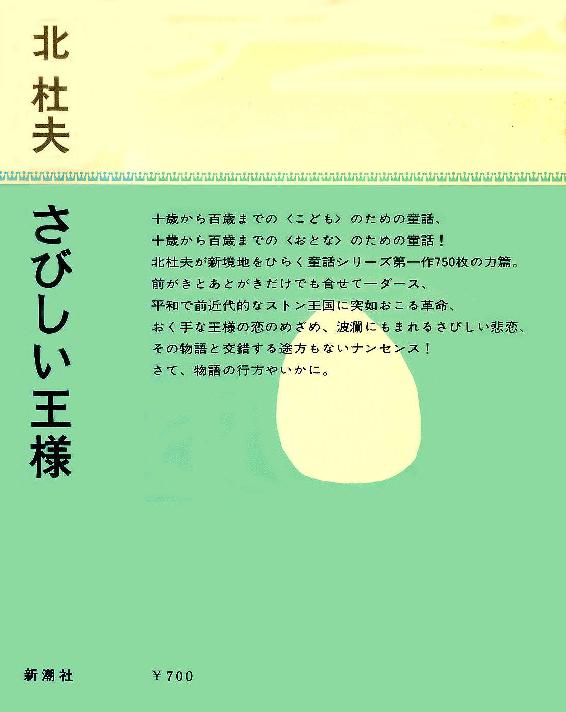 北 杜夫
さびしい王様
新潮社
十歳から百歳までの〈こども〉のための童話、
十歳から百歳までの〈おとな〉のための童話！
北杜夫が新境地をひらく童話シリーズ第一作750枚の力篇。
前がきとあとがきだけでも合せて一ダース、
平和で前近代的なストン王国に突如おこる革命、
おく手な王様の恋のめざめ、波瀾にもまれるさびしい悲恋、
その物語と交錯する途方もないナンセンス！
さて、物語の行方やいかに。
￥700